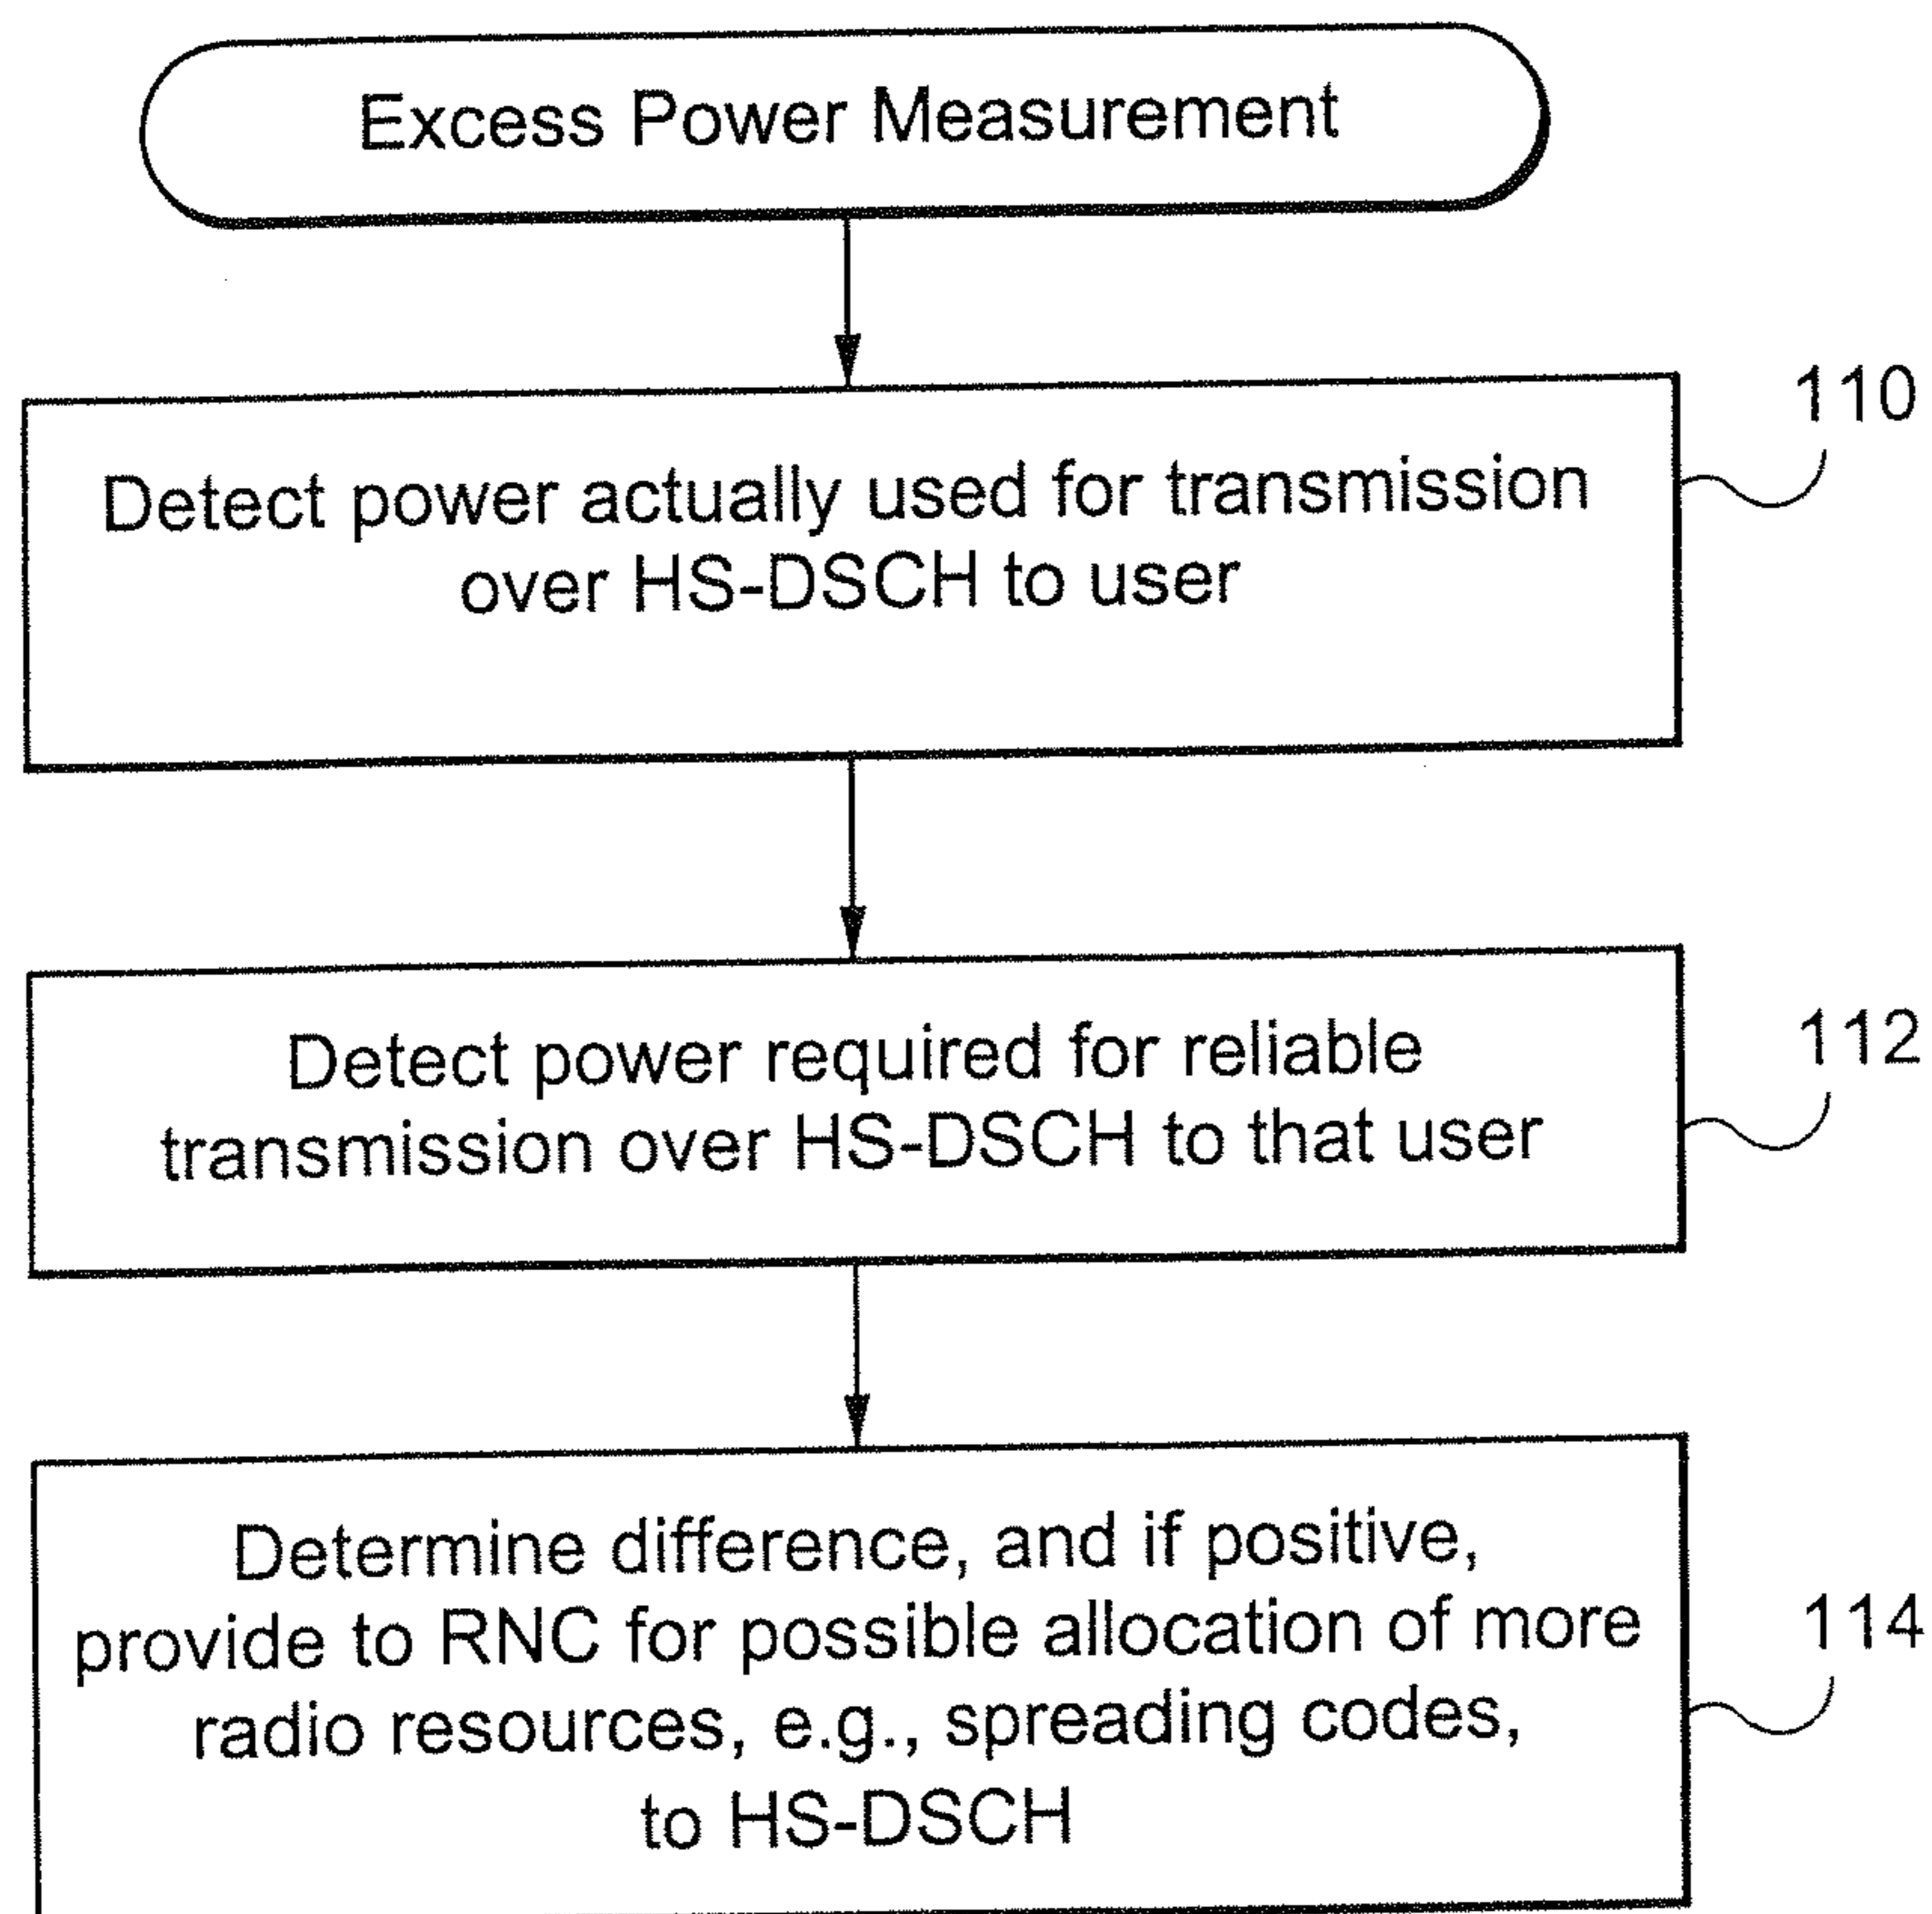 Excess Power Measurement
110
Detect power actually used for transmission
over HS-DSCH to user
112
Detect power required for reliable
transmission over HS-DSCH to that user
Determine difference, and if positive,
provide to RNC for possible allocation of more
114
radio resources, e.g., spreading codes,
to HS-DSCH